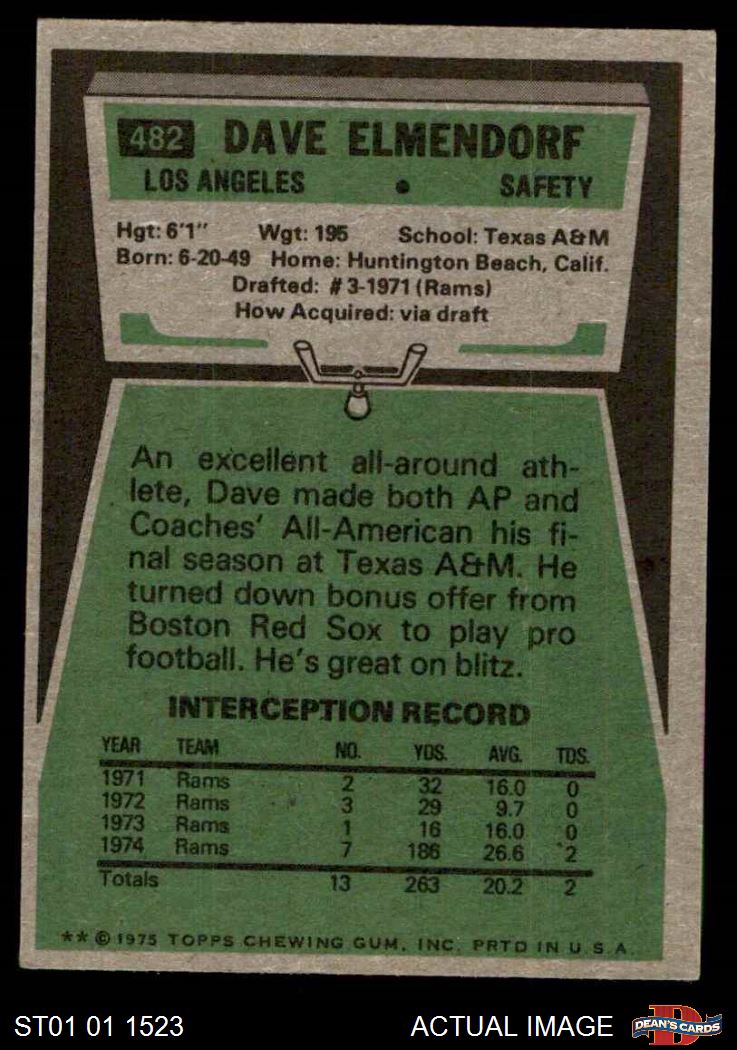 482 DAVE ELMENDORF
LOS ANGELES • SAFETY
Hgt: 6'1" Wgt: 195 School: Texas A&M
Born: 6-20-49 Home: Huntington Beach, Calif.
Drafted: #3-1971 (Rams)
How Acquired: via draft
An excellent all-around ath-
lete, Dave made both AP and
Coaches' All-American his fi-
nal season at Texas A&M. He
turned down bonus offer from
Boston Red Sox to play pro
football. He's great on blitz.
INTERCEPTION RECORD
YEAR TEAM NO. YDS. AVG. TDS.
1971 Rams 2 32 16.0 0
1972 Rams 3 29 9.7 0
1973 Rams 1 16 16.0 0
1974 Rams 7 186 26.6 2
Totals 13 263 20.2 2
** © 1975 TOPPS CHEWING GUM, INC. PRTD IN U.S.A.
ST01 01 1523 ACTUAL IMAGE DEAN'S CARDS